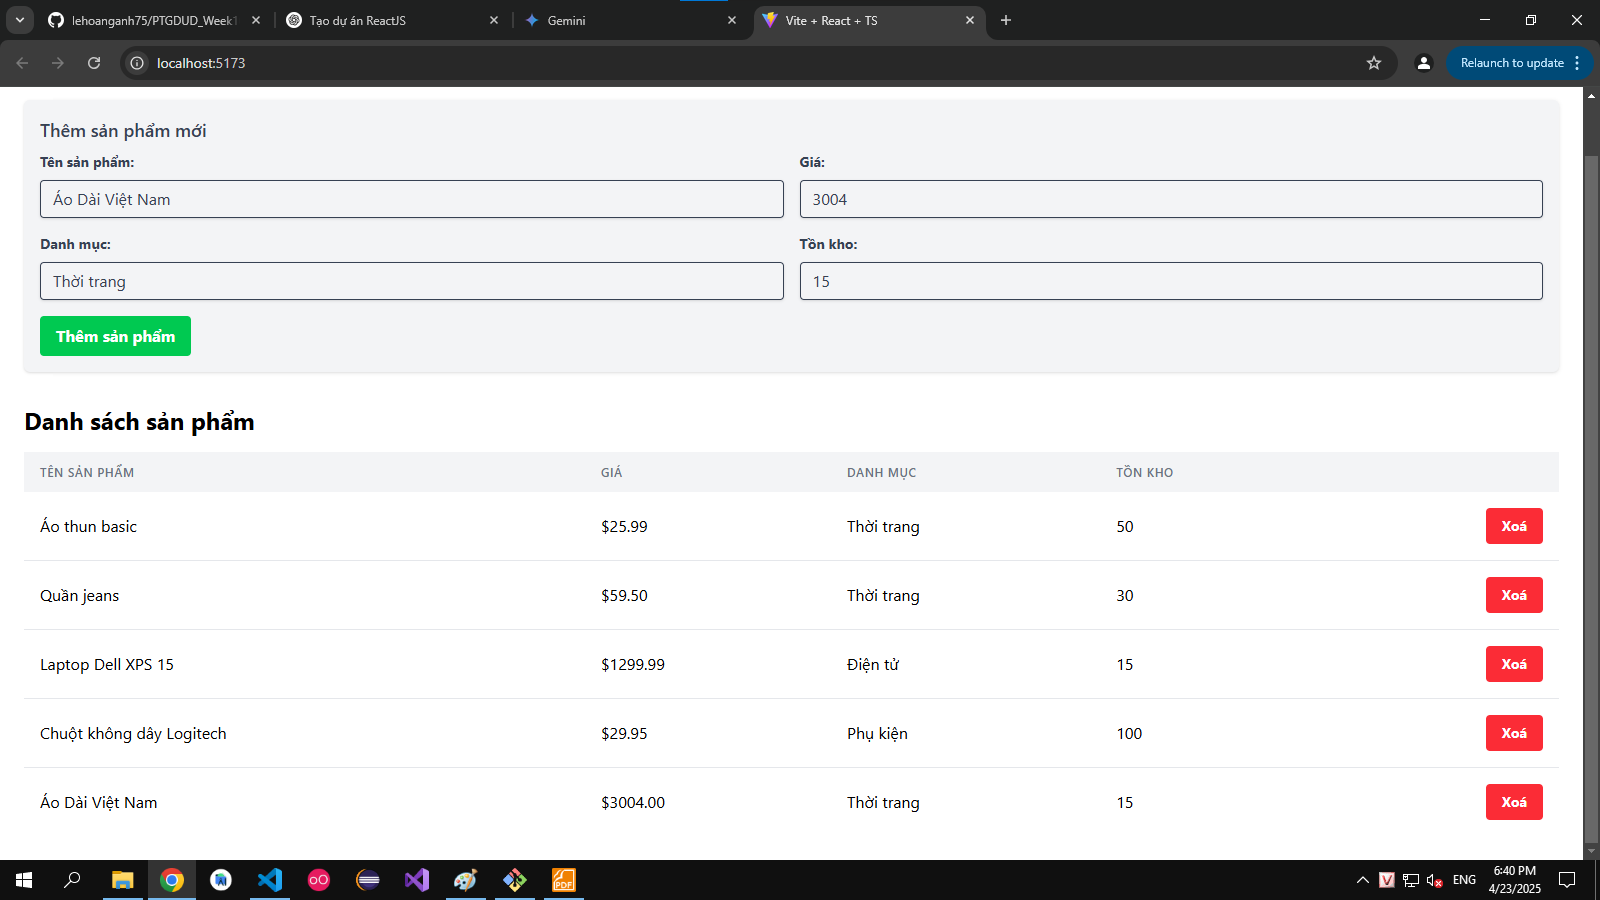 lehoanganh75/PTGDUD_Week1
Tạo dự án ReactJS
Gemini
Vite + React + TS
localhost:5173
Relaunch to update
Thêm sản phẩm mới
Tên sản phẩm:
Giá:
Áo Dài Việt Nam
3004
Danh mục:
Tồn kho:
Thời trang
15
Thêm sản phẩm
Danh sách sản phẩm
TÊN SẢN PHẨM GIÁ DANH MỤC TỒN KHO
Áo thun basic $25.99 Thời trang 50 Xoá
Quần jeans $59.50 Thời trang 30 Xoá
Laptop Dell XPS 15 $1299.99 Điện tử 15 Xoá
Chuột không dây Logitech $29.95 Phụ kiện 100 Xoá
Áo Dài Việt Nam $3004.00 Thời trang 15 Xoá
PDF
V
ENG
6:40 PM
4/23/2025